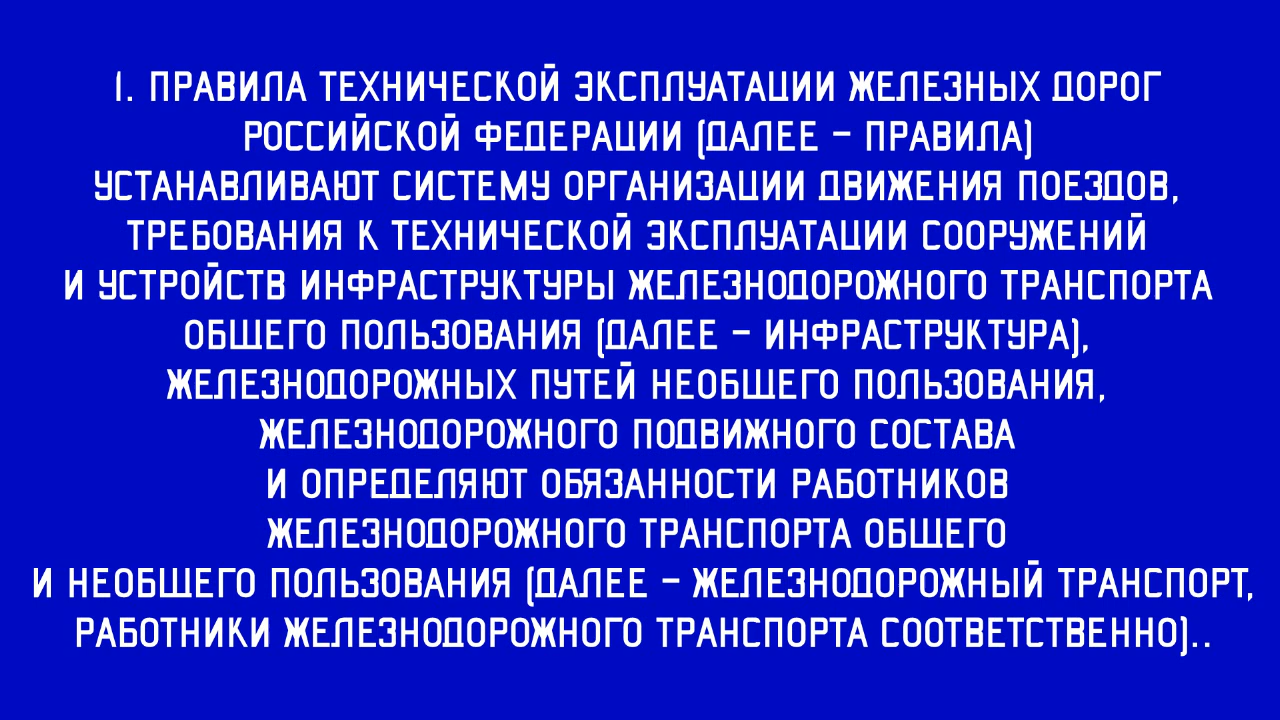 1. ПРАВИЛА ТЕХНИЧЕСКОЙ ЭКСПЛУАТАЦИИ ЖЕЛЕЗНЫХ ДОРОГ
РОССИЙСКОЙ ФЕДЕРАЦИИ (ДАЛЕЕ – ПРАВИЛА)
УСТАНАВЛИВАЮТ СИСТЕМУ ОРГАНИЗАЦИИ ДВИЖЕНИЯ ПОЕЗДОВ,
ТРЕБОВАНИЯ К ТЕХНИЧЕСКОЙ ЭКСПЛУАТАЦИИ СООРУЖЕНИЙ
И УСТРОЙСТВ ИНФРАСТРУКТУРЫ ЖЕЛЕЗНОДОРОЖНОГО ТРАНСПОРТА
ОБЩЕГО ПОЛЬЗОВАНИЯ (ДАЛЕЕ – ИНФРАСТРУКТУРА),
ЖЕЛЕЗНОДОРОЖНЫХ ПУТЕЙ НЕОБЩЕГО ПОЛЬЗОВАНИЯ,
ЖЕЛЕЗНОДОРОЖНОГО ПОДВИЖНОГО СОСТАВА
И ОПРЕДЕЛЯЮТ ОБЯЗАННОСТИ РАБОТНИКОВ
ЖЕЛЕЗНОДОРОЖНОГО ТРАНСПОРТА ОБЩЕГО
И НЕОБЩЕГО ПОЛЬЗОВАНИЯ (ДАЛЕЕ – ЖЕЛЕЗНОДОРОЖНЫЙ ТРАНСПОРТ,
РАБОТНИКИ ЖЕЛЕЗНОДОРОЖНОГО ТРАНСПОРТА СООТВЕТСТВЕННО)..